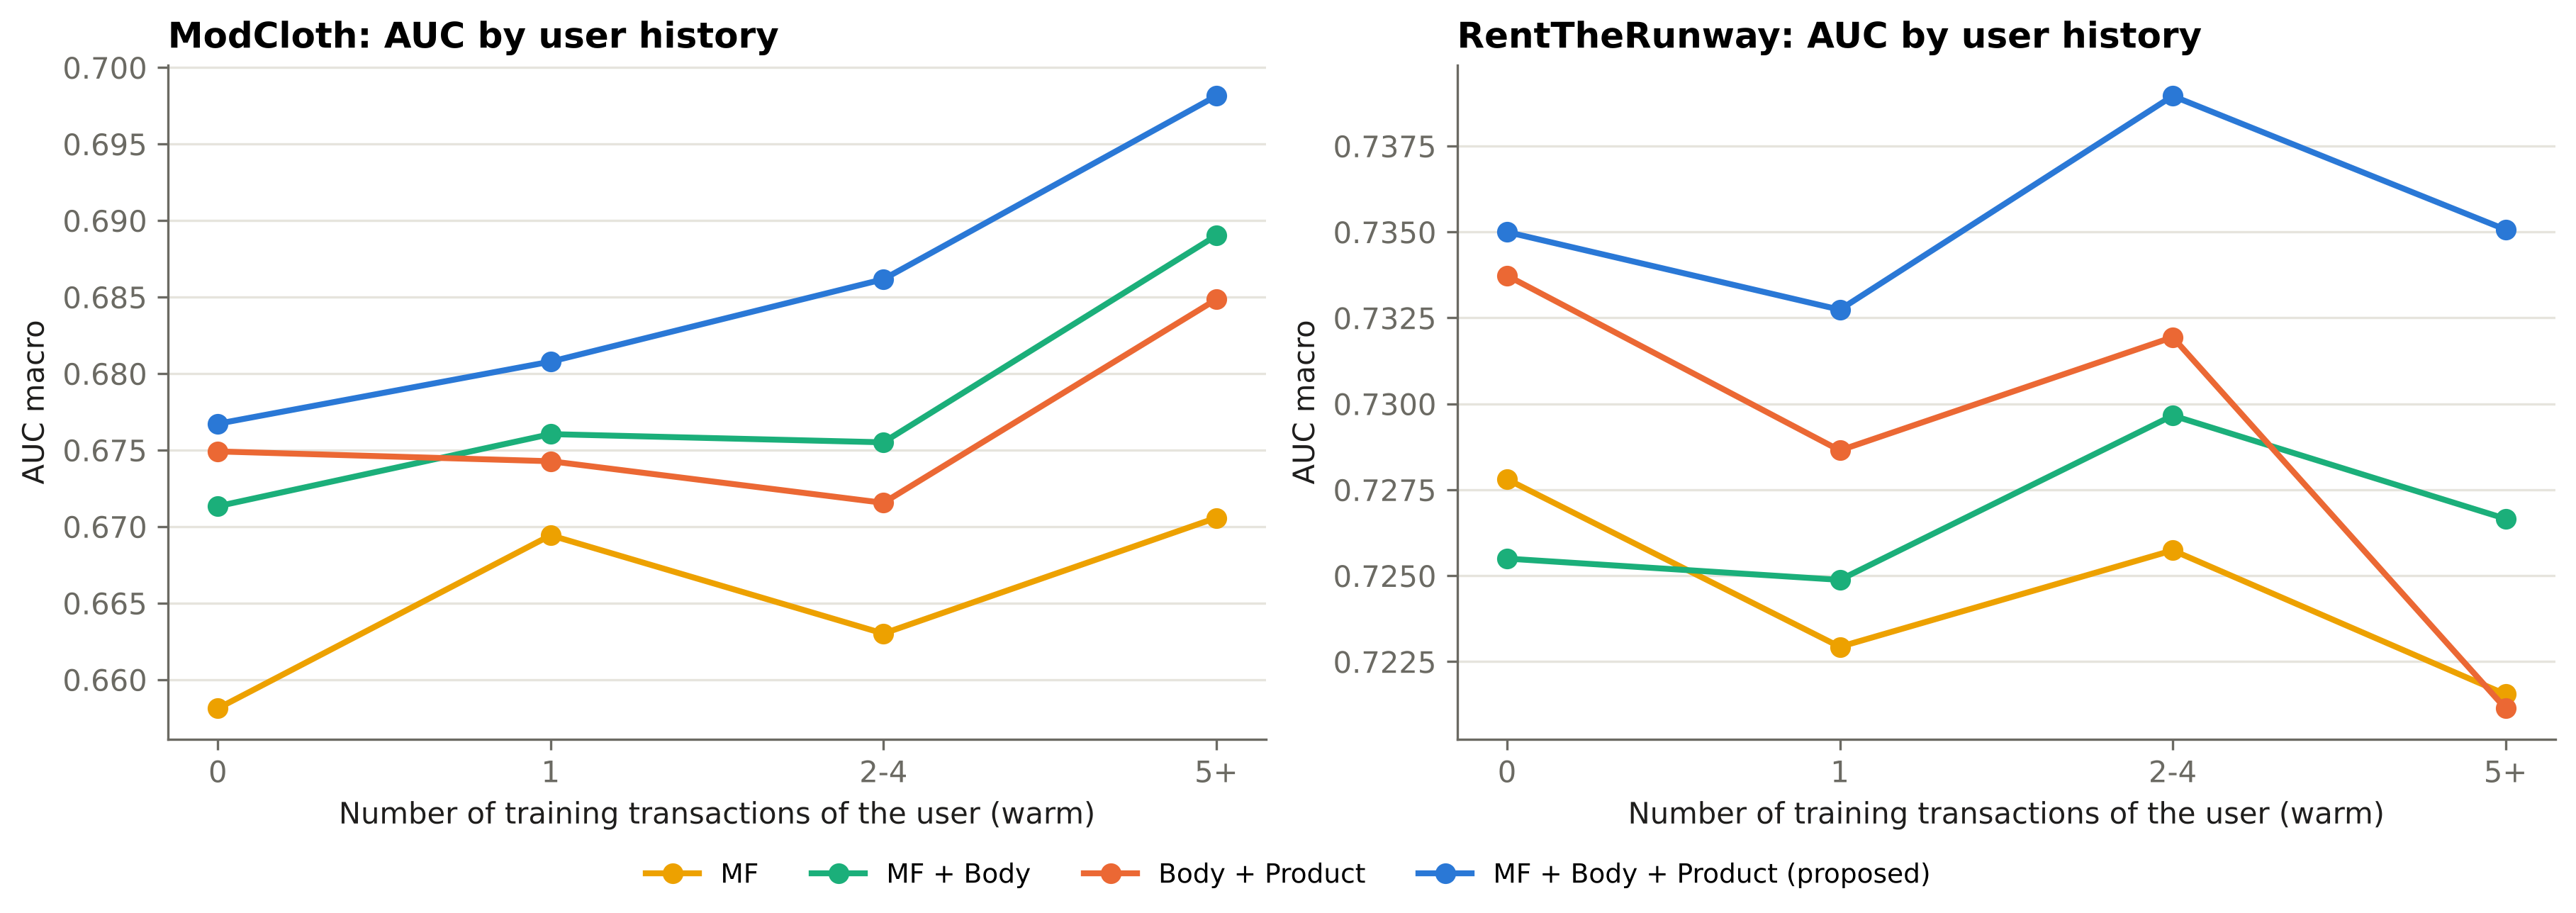 ModCloth: AUC by user history
AUC macro
0.700
0.695
0.690
0.685
0.680
0.675
0.670
0.665
0.660
0 1 2-4 5+
Number of training transactions of the user (warm)
RentTheRunway: AUC by user history
AUC macro
0.7375
0.7350
0.7325
0.7300
0.7275
0.7250
0.7225
0 1 2-4 5+
Number of training transactions of the user (warm)
MF MF + Body Body + Product MF + Body + Product (proposed)